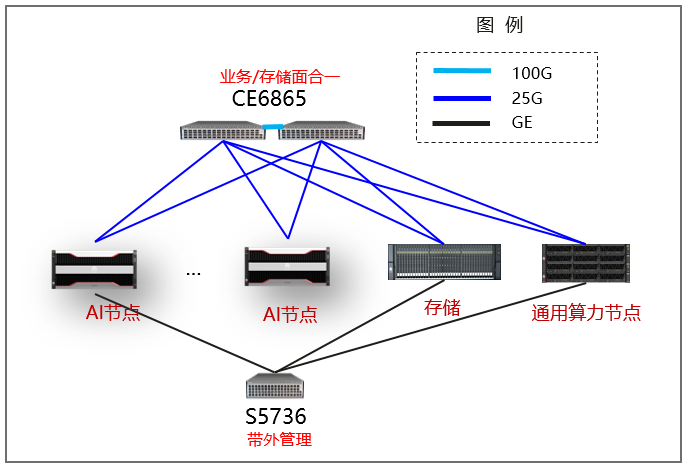 图 例
100G
25G
GE
业务/存储面合一
CE6865
...
AI节点
AI节点
存储
通用算力节点
S5736
带外管理